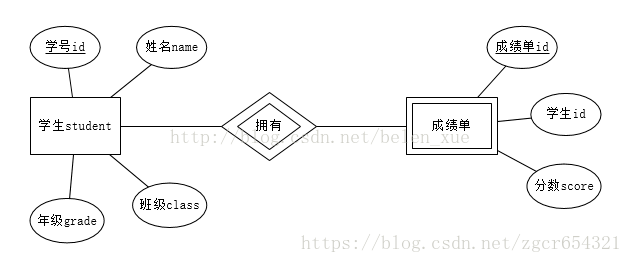 学号id
姓名name
成绩单id
学生student
拥有
成绩单
学生id
http://blog.csdn.net/belen_xue
分数score
年级grade
班级class
https://blog.csdn.net/zgcr654321